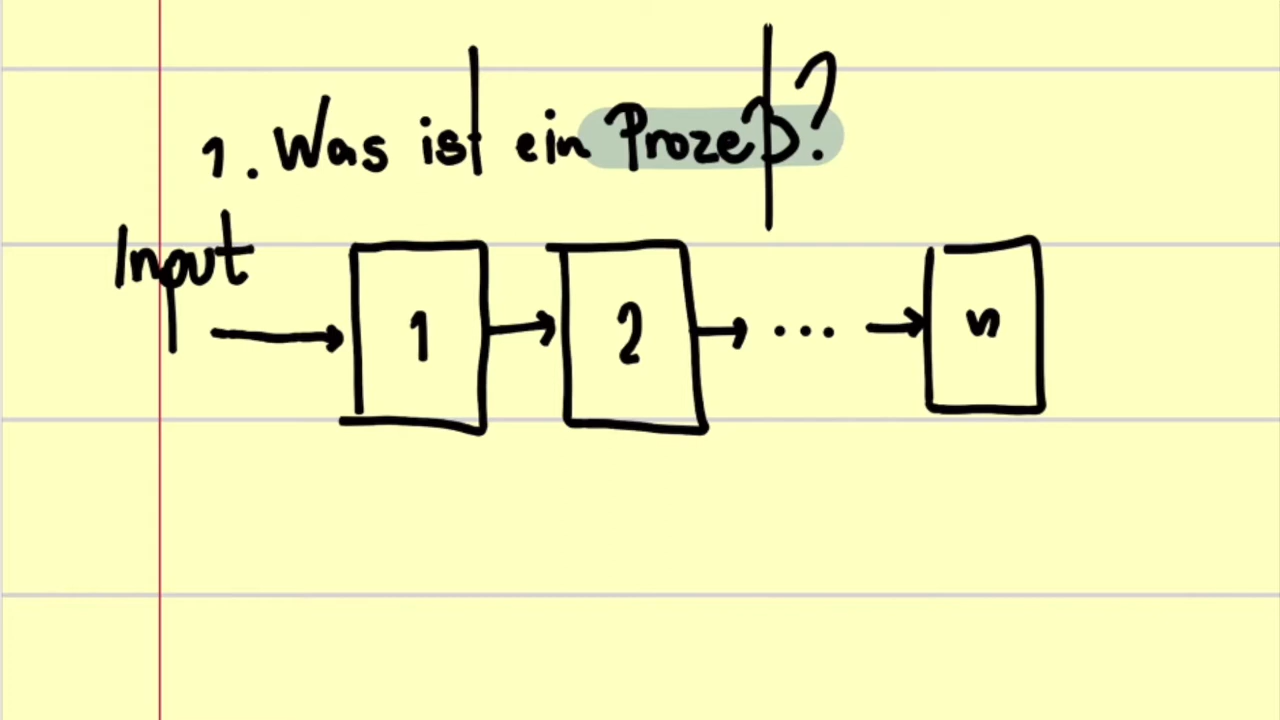 1. Was ist ein Prozeß?
Input
1 → 2 → ... → n